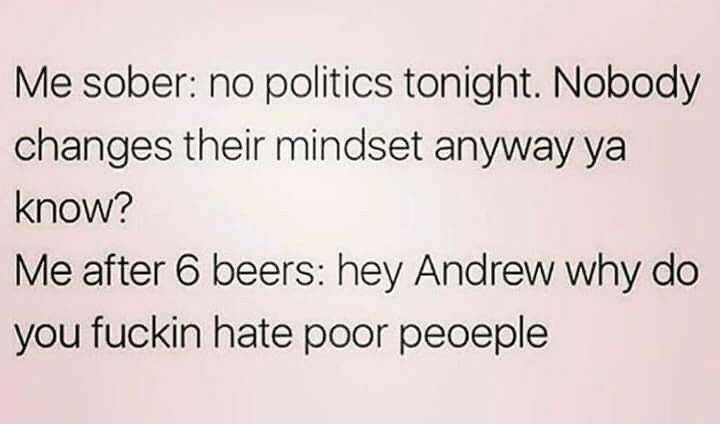 Me sober: no politics tonight. Nobody
changes their mindset anyway ya
know?
Me after 6 beers: hey Andrew why do
you fuckin hate poor peoeple